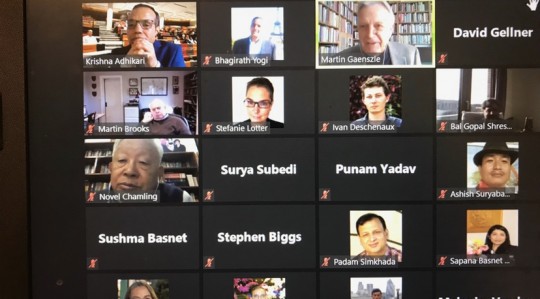 David Gellner
Krishna Adhikari
Bhagirath Yogi
Martin Gaenszle
Martin Brooks
Stefanie Lotter
Ivan Deschenaux
Bal Gopal Shres...
Surya Subedi
Punam Yadav
Novel Chamling
Ashish Suryaba...
Sushma Basnet
Stephen Biggs
Padam Simkhada
Sapana Basnet ...